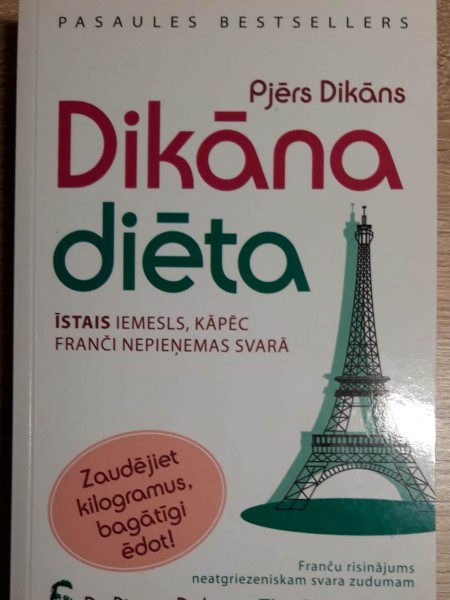 PASAULES BESTSELLERS
Pjērs Dikāns
Dikāna
diēta
ĪSTAIS IEMESLS, KĀPĒC
FRANČI NEPIEŅEMAS SVARĀ
Zaudējiet
kilogramus,
bagātīgi
ēdot!
Franču risinājums
neatgriezeniskam svara zudumam